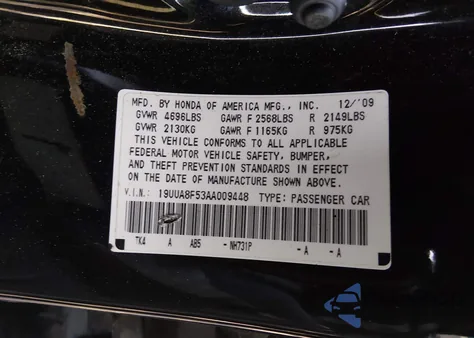 MFD. BY HONDA OF AMERICA MFG., INC. 12/'09
GVWR 4696LBS GAWR F 2568LBS R 2149LBS
GVWR 2130KG GAWR F 1165KG R 975KG
THIS VEHICLE CONFORMS TO ALL APPLICABLE
FEDERAL MOTOR VEHICLE SAFETY, BUMPER,
AND THEFT PREVENTION STANDARDS IN EFFECT
ON THE DATE OF MANUFACTURE SHOWN ABOVE.
V.I.N.: 19UUA8F53AA009448 TYPE: PASSENGER CAR
TK4 A AB5 - NH731P - A - A